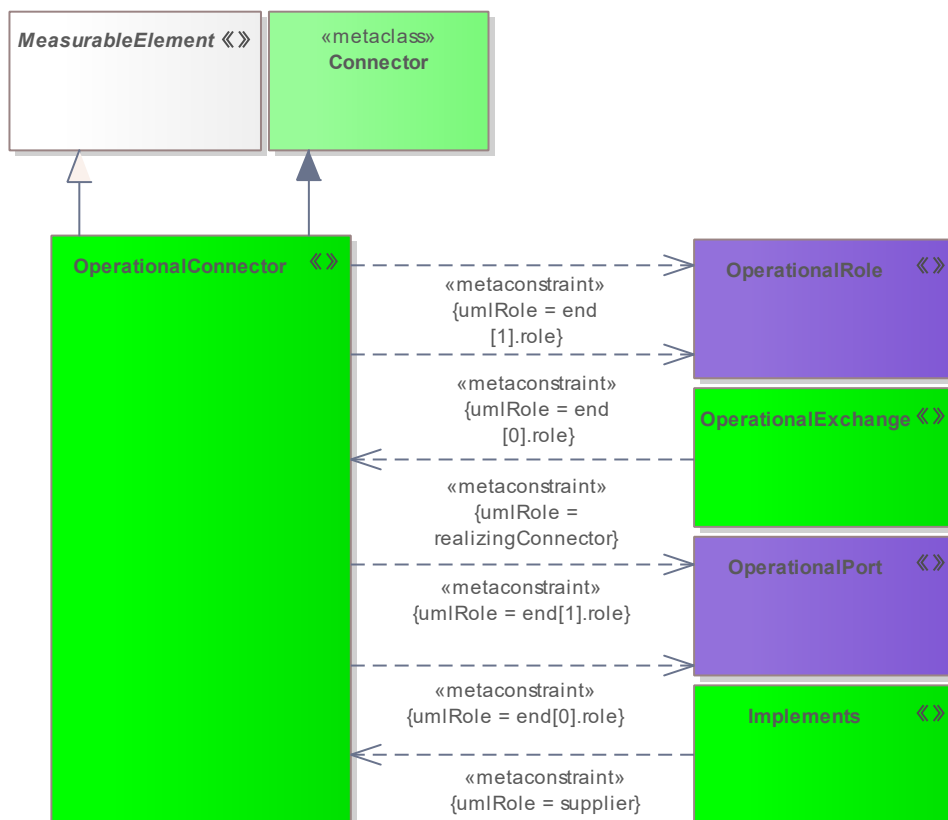 MeasurableElement «»
«metaclass»
Connector
OperationalConnector «»
OperationalRole «»
«metaconstraint»
{umlRole = end
[1].role}
«metaconstraint»
{umlRole = end
[0].role}
OperationalExchange «»
«metaconstraint»
{umlRole =
realizingConnector}
OperationalPort «»
«metaconstraint»
{umlRole = end[1].role}
«metaconstraint»
{umlRole = end[0].role}
Implements «»
«metaconstraint»
{umlRole = supplier}